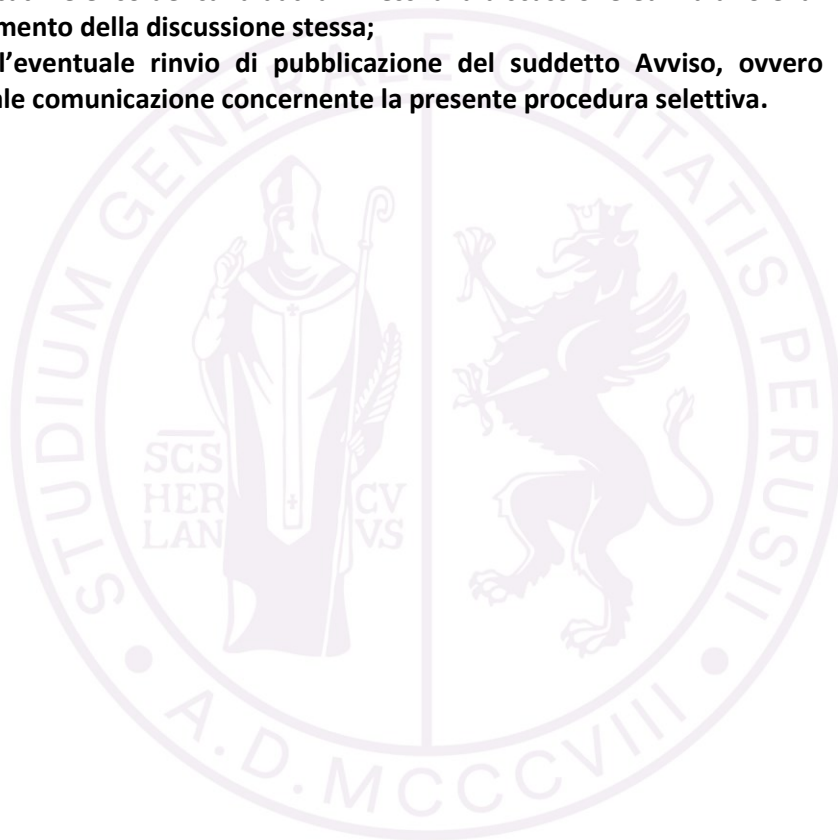 mento della discussione stessa;
l’eventuale rinvio di pubblicazione del suddetto Avviso, ovvero
ale comunicazione concernente la presente procedura selettiva.
STUDIUM GENERALE CIVITATIS PERUSII
SCS
HER
LAN
CV
VS
A.D. MCCCVIII